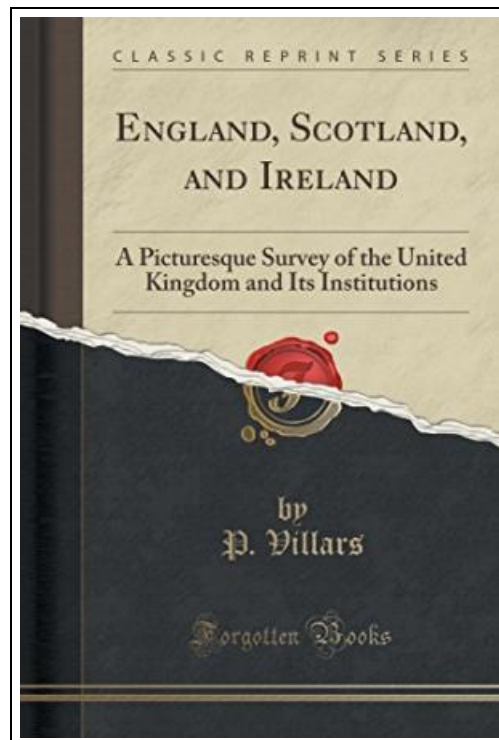 CLASSIC REPRINT SERIES
ENGLAND, SCOTLAND,
AND IRELAND
A Picturesque Survey of the United
Kingdom and Its Institutions
F
by
P. Villars
Forgotten Books